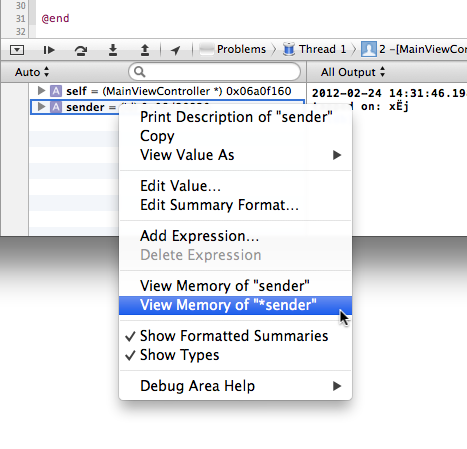 30
31 @end
Problems Thread 1 2 -[MainViewCont
Auto All Output
self = (MainViewController *) 0x06a0f160
2012-02-24 14:31:46.19
sender =
on: xËj
Print Description of "sender"
Copy
View Value As
Edit Value...
Edit Summary Format...
Add Expression...
Delete Expression
View Memory of "sender"
View Memory of "*sender"
Show Formatted Summaries
Show Types
Debug Area Help